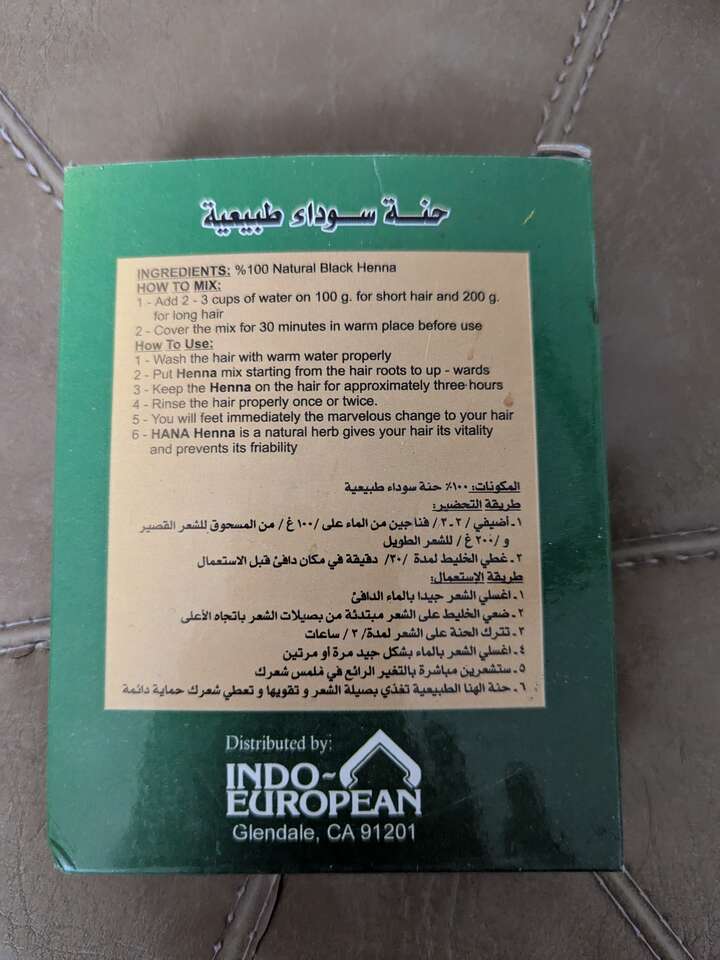 حنة سوداء طبيعية
INGREDIENTS: %100 Natural Black Henna
HOW TO MIX:
1 - Add 2 - 3 cups of water on 100 g. for short hair and 200 g.
for long hair
2 - Cover the mix for 30 minutes in warm place before use
How To Use:
1 - Wash the hair with warm water properly
2 - Put Henna mix starting from the hair roots to up - wards
3 - Keep the Henna on the hair for approximately three hours
4 - Rinse the hair properly once or twice.
5 - You will feet immediately the marvelous change to your hair
6 - HANA Henna is a natural herb gives your hair its vitality
and prevents its friability
المكونات: ١٠٠٪ حنة سوداء طبيعية
طريقة التحضير:
١ـ أضيفي / ٢-٣ / فناجين من الماء على /١٠٠ غ / من المسحوق للشعر القصير
و /٢٠٠ غ / للشعر الطويل
٢ـ غطي الخليط لمدة /٣٠/ دقيقة في مكان دافئ قبل الاستعمال
طريقة الإستعمال:
١ـ اغسلي الشعر جيدا بالماء الدافئ
٢ـ ضعي الخليط على الشعر مبتدئة من بصيلات الشعر باتجاه الأعلى
٣ـ تترك الحنة على الشعر لمدة/ ٣ / ساعات
٤ـ اغسلي الشعر بالماء بشكل جيد مرة أو مرتين
٥ـ ستشعرين مباشرة بالتغير الرائع في مَلمس شعرك
٦ـ حنة الهنا الطبيعية تغذي بصيلة الشعر و تقويها و تعطي شعرك حماية دائمة
Distributed by:
INDO~
EUROPEAN
Glendale, CA 91201